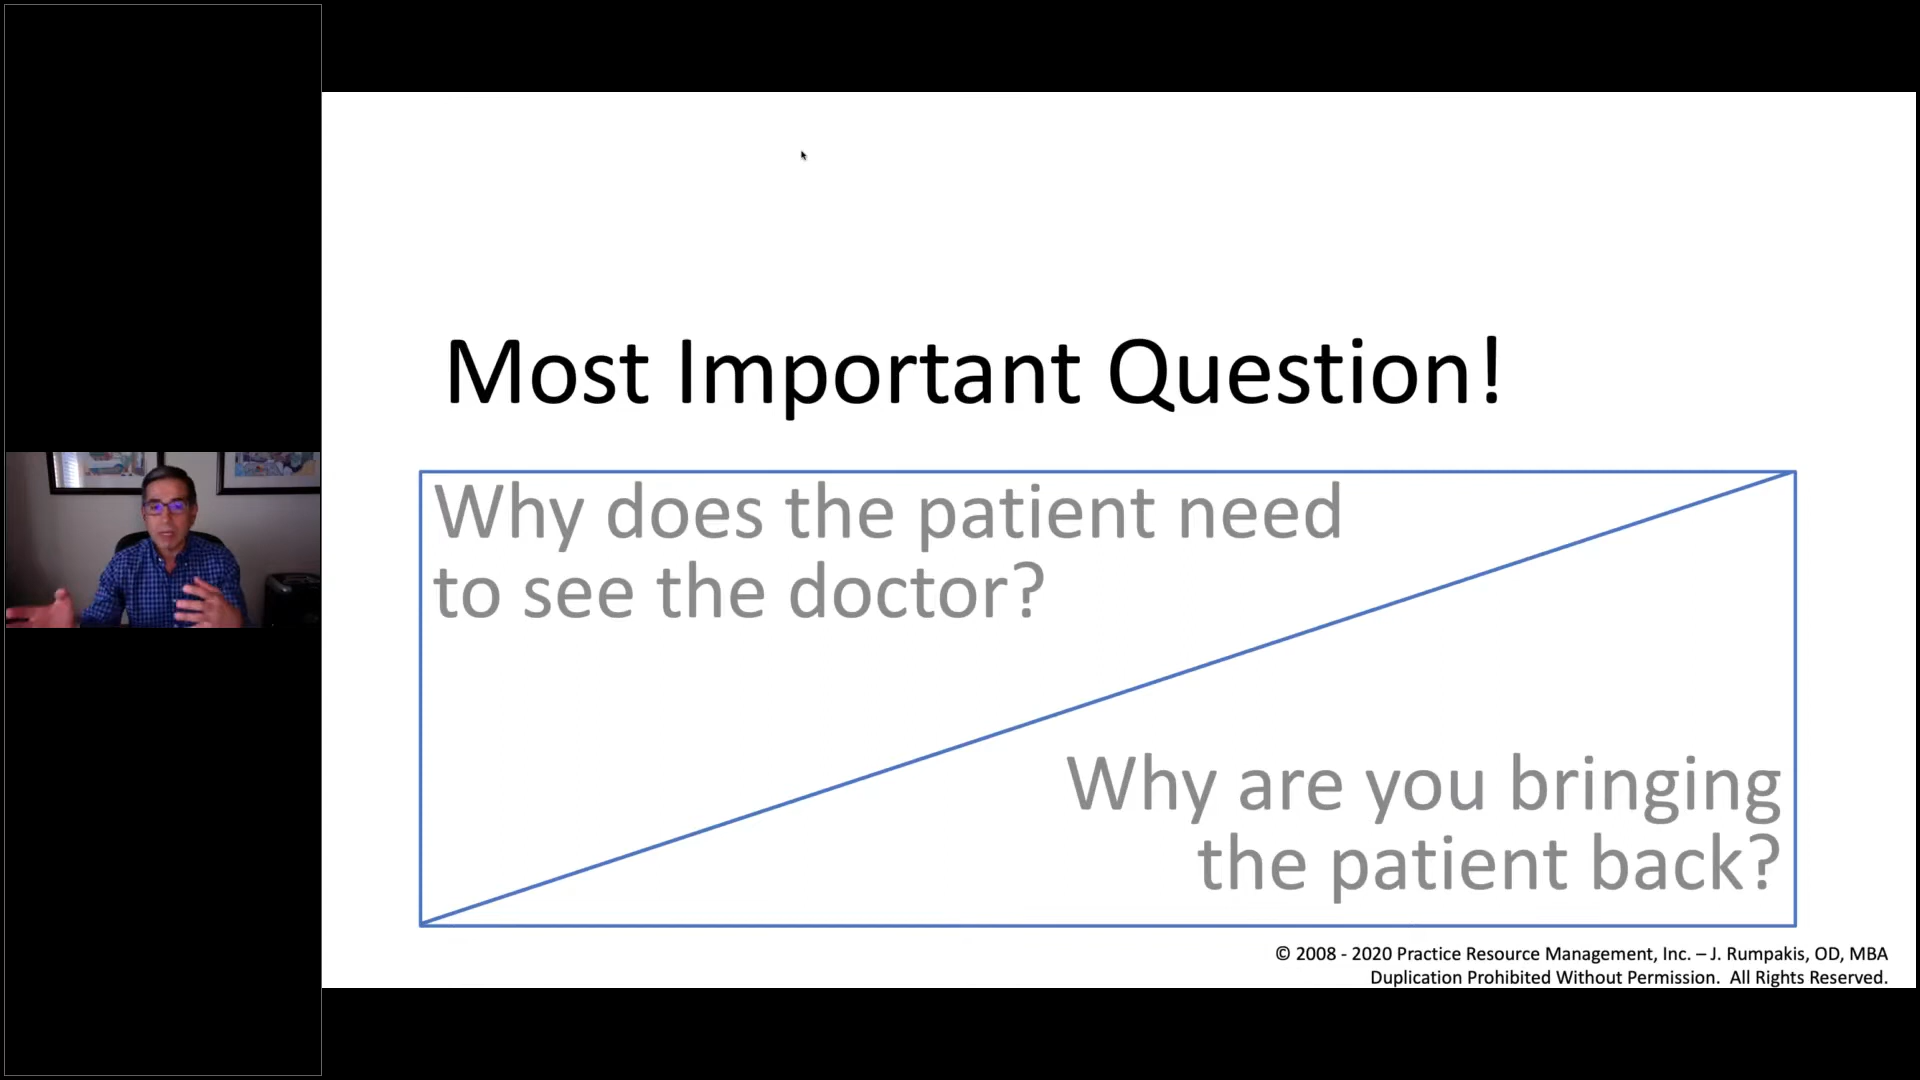 Most Important Question!
Why does the patient need
to see the doctor?
Why are you bringing
the patient back?
© 2008 - 2020 Practice Resource Management, Inc. – J. Rumpakis, OD, MBA
Duplication Prohibited Without Permission.  All Rights Reserved.